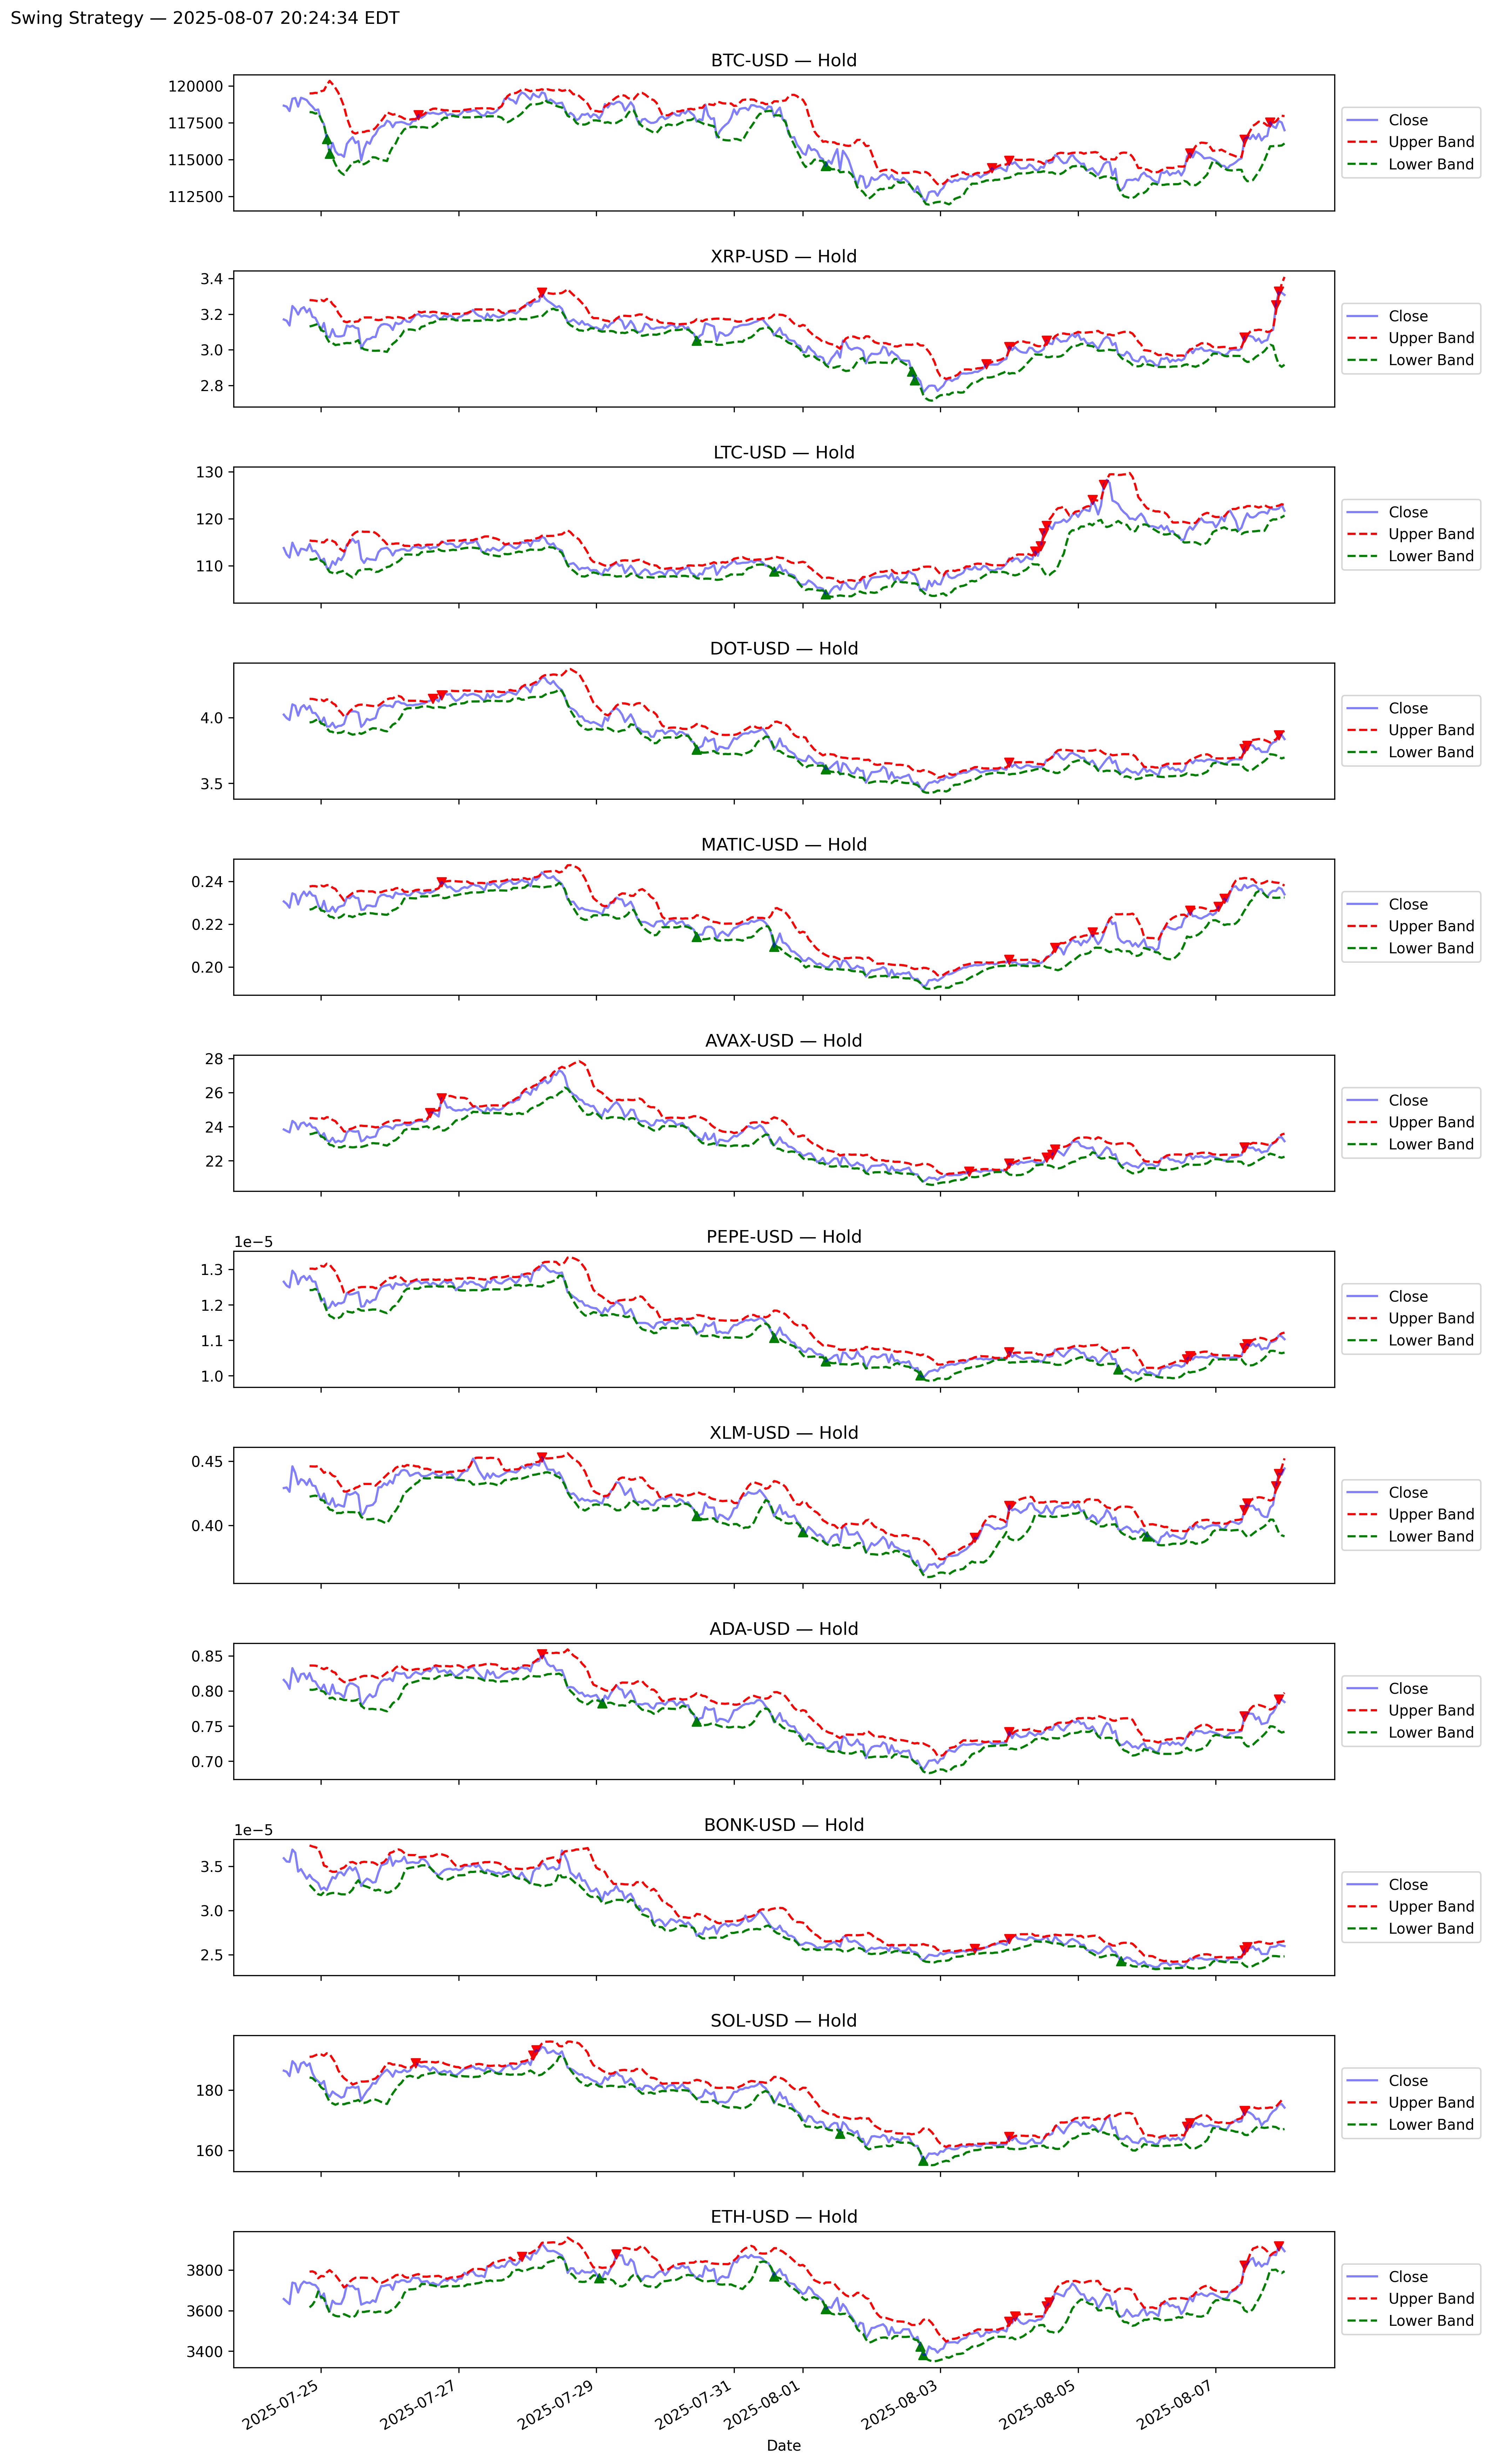 Swing Strategy — 2025-08-07 20:24:34 EDT
BTC-USD — Hold
120000
117500
115000
112500
Close
Upper Band
Lower Band
XRP-USD — Hold
3.4
3.2
3.0
2.8
Close
Upper Band
Lower Band
LTC-USD — Hold
130
120
110
Close
Upper Band
Lower Band
DOT-USD — Hold
4.0
3.5
Close
Upper Band
Lower Band
MATIC-USD — Hold
0.24
0.22
0.20
Close
Upper Band
Lower Band
AVAX-USD — Hold
28
26
24
22
Close
Upper Band
Lower Band
PEPE-USD — Hold
1e−5
1.3
1.2
1.1
1.0
Close
Upper Band
Lower Band
XLM-USD — Hold
0.45
0.40
Close
Upper Band
Lower Band
ADA-USD — Hold
0.85
0.80
0.75
0.70
Close
Upper Band
Lower Band
BONK-USD — Hold
1e−5
3.5
3.0
2.5
Close
Upper Band
Lower Band
SOL-USD — Hold
180
160
Close
Upper Band
Lower Band
ETH-USD — Hold
3800
3600
3400
Close
Upper Band
Lower Band
2025-07-25
2025-07-27
2025-07-29
2025-07-31
2025-08-01
2025-08-03
2025-08-05
2025-08-07
Date